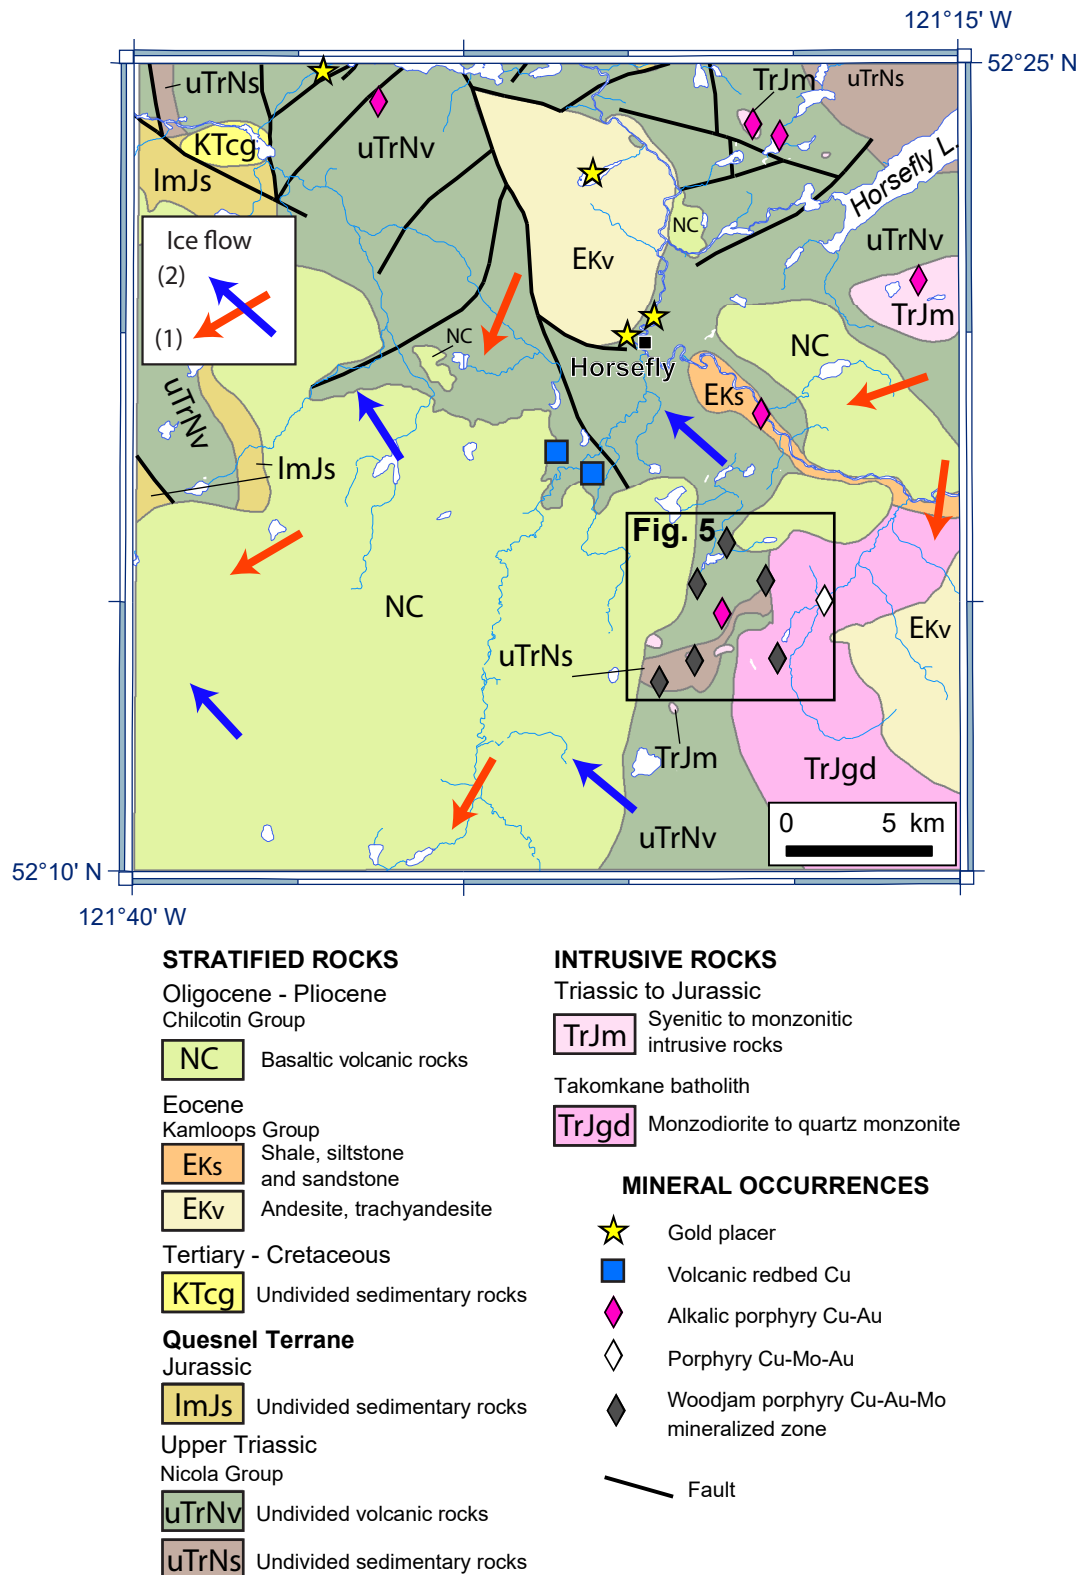 121°15' W
52°25' N
uTrNs
TrJm
uTrNs
KTcg
uTrNv
lmJs
Horsefly L.
Ice flow
(2)
(1)
NC
uTrNv
EKv
TrJm
NC
NC
Horsefly
EKs
uTrNv
lmJs
Fig. 5
NC
EKv
uTrNs
TrJm
TrJgd
uTrNv
0 5 km
52°10' N
121°40' W
STRATIFIED ROCKS
Oligocene - Pliocene
Chilcotin Group
NC Basaltic volcanic rocks
Eocene
Kamloops Group
EKs Shale, siltstone
and sandstone
EKv Andesite, trachyandesite
Tertiary - Cretaceous
KTcg Undivided sedimentary rocks
Quesnel Terrane
Jurassic
lmJs Undivided sedimentary rocks
Upper Triassic
Nicola Group
uTrNv Undivided volcanic rocks
uTrNs Undivided sedimentary rocks
INTRUSIVE ROCKS
Triassic to Jurassic
TrJm Syenitic to monzonitic
intrusive rocks
Takomkane batholith
TrJgd Monzodiorite to quartz monzonite
MINERAL OCCURRENCES
Gold placer
Volcanic redbed Cu
Alkalic porphyry Cu-Au
Porphyry Cu-Mo-Au
Woodjam porphyry Cu-Au-Mo
mineralized zone
Fault